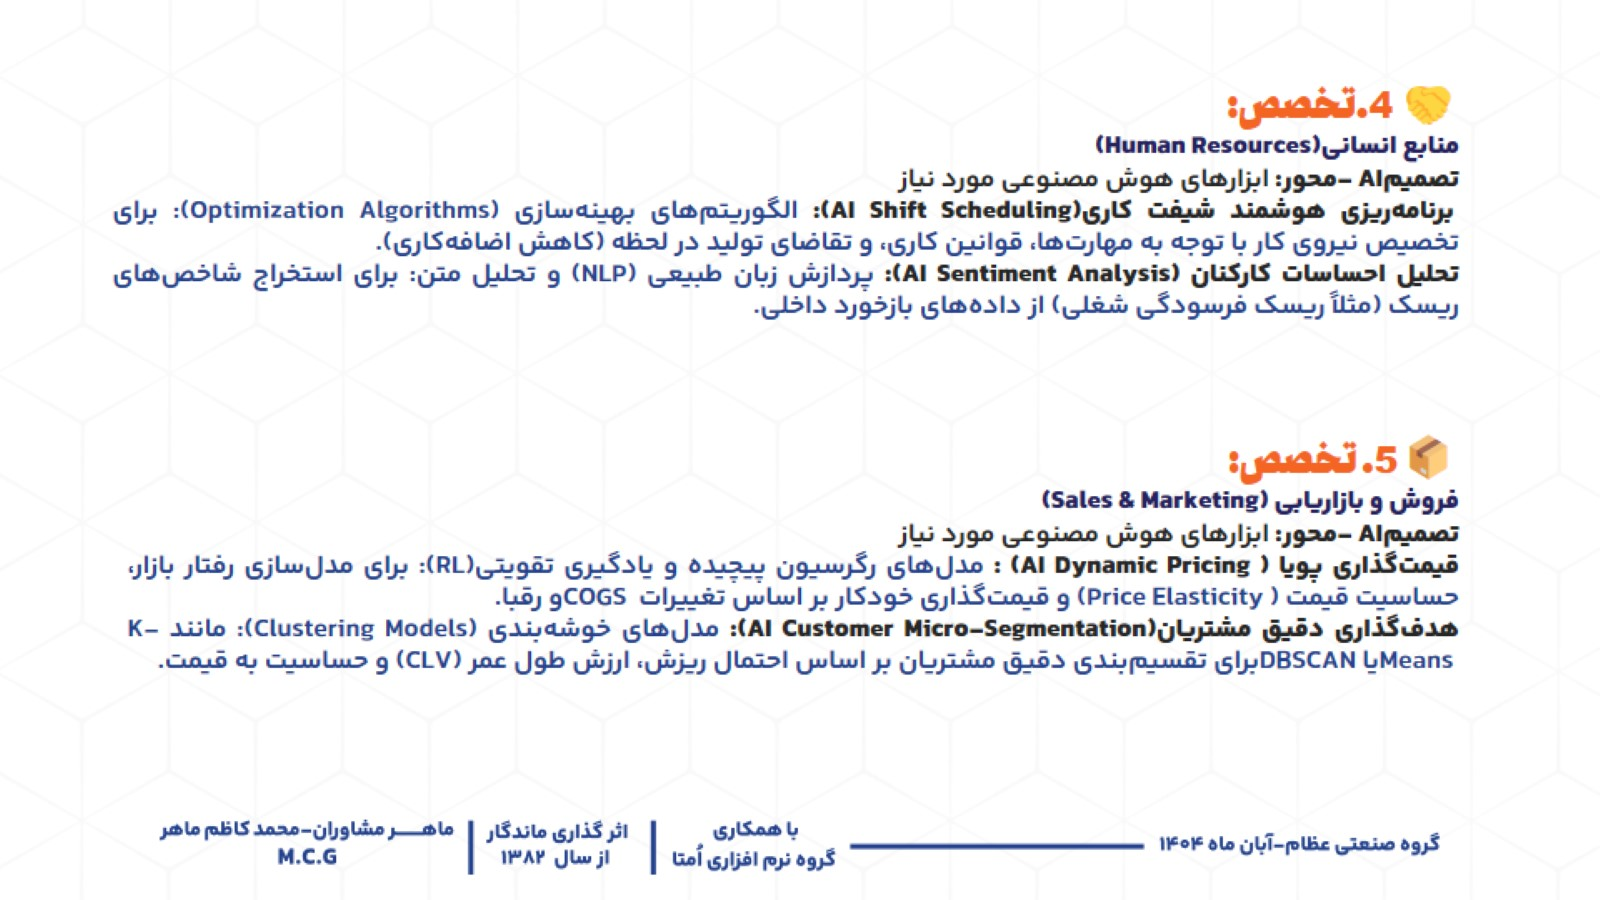 🤝 4.تخصص:
منابع انسانی(Human Resources)
تصمیم‌AI –محور: ابزارهای هوش مصنوعی مورد نیاز
برنامه‌ریزی هوشمند شیفت کاری(AI Shift Scheduling): الگوریتم‌های بهینه‌سازی (Optimization Algorithms): برای
تخصیص نیروی کار با توجه به مهارت‌ها، قوانین کاری، و تقاضای تولید در لحظه (کاهش اضافه‌کاری).
تحلیل احساسات کارکنان (AI Sentiment Analysis): پردازش زبان طبیعی (NLP) و تحلیل متن: برای استخراج شاخص‌های
ریسک (مثلاً ریسک فرسودگی شغلی) از داده‌های بازخورد داخلی.
📦 5. تخصص:
فروش و بازاریابی (Sales & Marketing)
تصمیم‌AI –محور: ابزارهای هوش مصنوعی مورد نیاز
قیمت‌گذاری پویا ( AI Dynamic Pricing) : مدل‌های رگرسیون پیچیده و یادگیری تقویتی(RL): برای مدل‌سازی رفتار بازار،
حساسیت قیمت ( Price Elasticity) و قیمت‌گذاری خودکار بر اساس تغییرات COGSو رقبا.
هدف‌گذاری دقیق مشتریان(AI Customer Micro–Segmentation): مدل‌های خوشه‌بندی (Clustering Models): مانند K–
Meansیا DBSCANبرای تقسیم‌بندی دقیق مشتریان بر اساس احتمال ریزش، ارزش طول عمر (CLV) و حساسیت به قیمت.
گروه صنعتی عظام–آبان ماه ۱۴۰۴
با همکاری
گروه نرم افزاری اُمتا
اثر گذاری ماندگار
از سال ۱۳۸۲
ماهـــر مشاوران–محمد کاظم ماهر
M.C.G